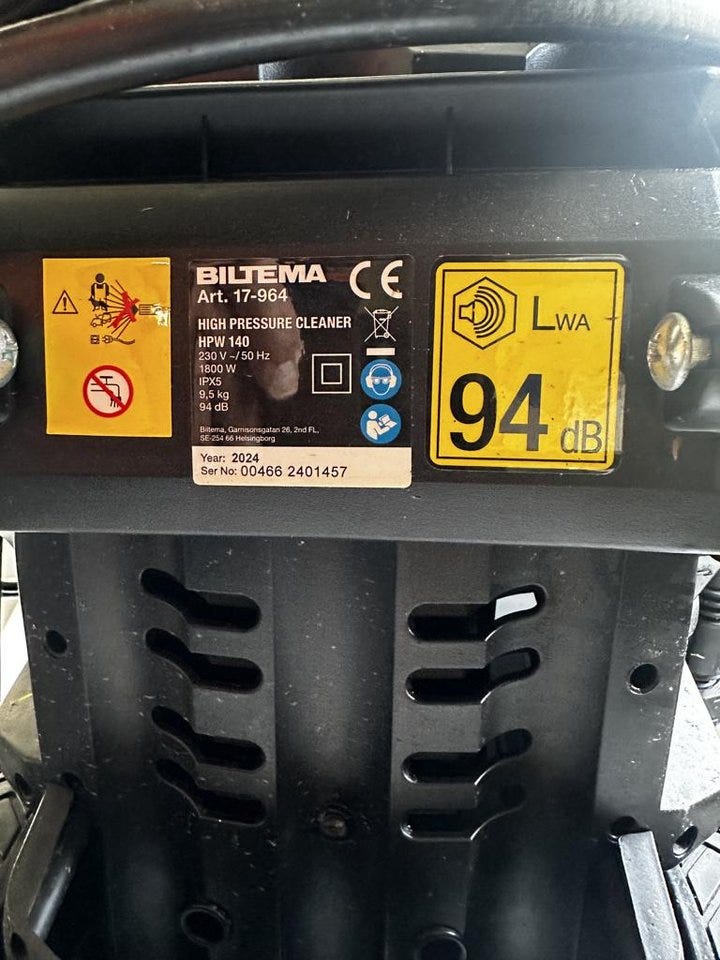 BILTEMA
Art. 17-964
CE
HIGH PRESSURE CLEANER
HPW 140
230 V ~/50 Hz
1800 W
IPX5
9,5 kg
94 dB
Biltema, Garnisonsgatan 26, 2nd FL,
SE-254 66 Helsingborg
Year: 2024
Ser No: 00466 2401457
LWA
94 dB